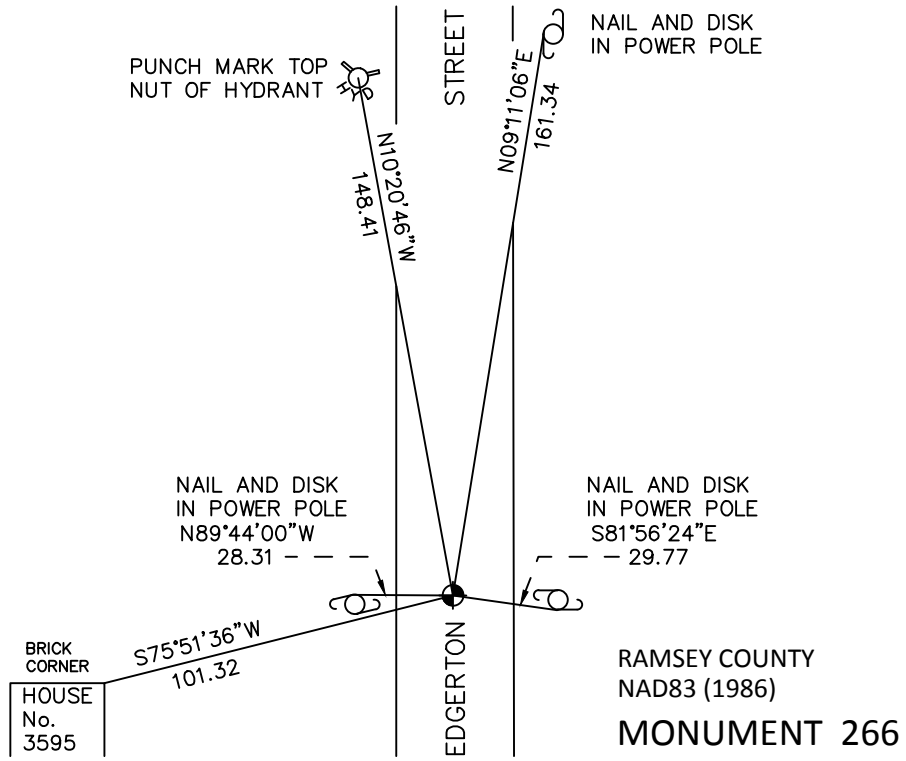 NAIL AND DISK
IN POWER POLE
PUNCH MARK TOP
NUT OF HYDRANT
HYD
STREET
N10°20'46"W
148.41
N09°11'06"E
161.34
NAIL AND DISK
IN POWER POLE
N89°44'00"W
28.31
NAIL AND DISK
IN POWER POLE
S81°56'24"E
29.77
S75°51'36"W
101.32
BRICK
CORNER
HOUSE
No.
3595
EDGERTON
RAMSEY COUNTY
NAD83 (1986)
MONUMENT 266